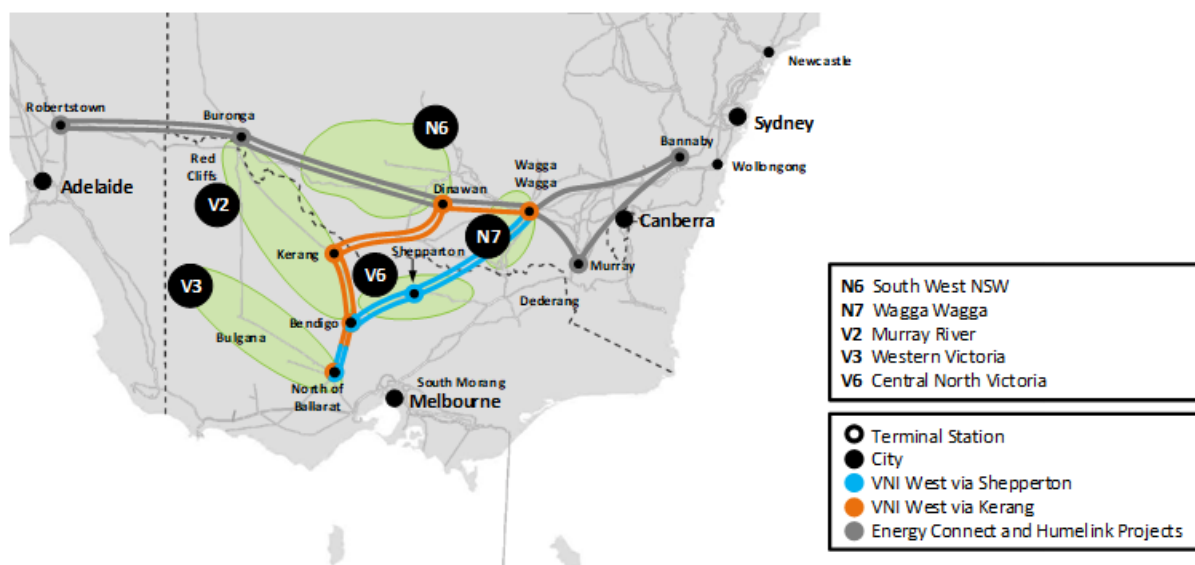 Newcastle
Robertstown
Buronga
N6
Sydney
Bannaby
Red
Cliffs
Wagga
Wagga
Wollongong
Adelaide
Dinawan
V2
Canberra
N7
Kerang
Shepparton
V6
Murray
V3
Dederang
Bendigo
Bulgana
North of
Ballarat
South Morang
Melbourne
N6 South West NSW
N7 Wagga Wagga
V2 Murray River
V3 Western Victoria
V6 Central North Victoria
Terminal Station
City
VNI West via Shepperton
VNI West via Kerang
Energy Connect and Humelink Projects